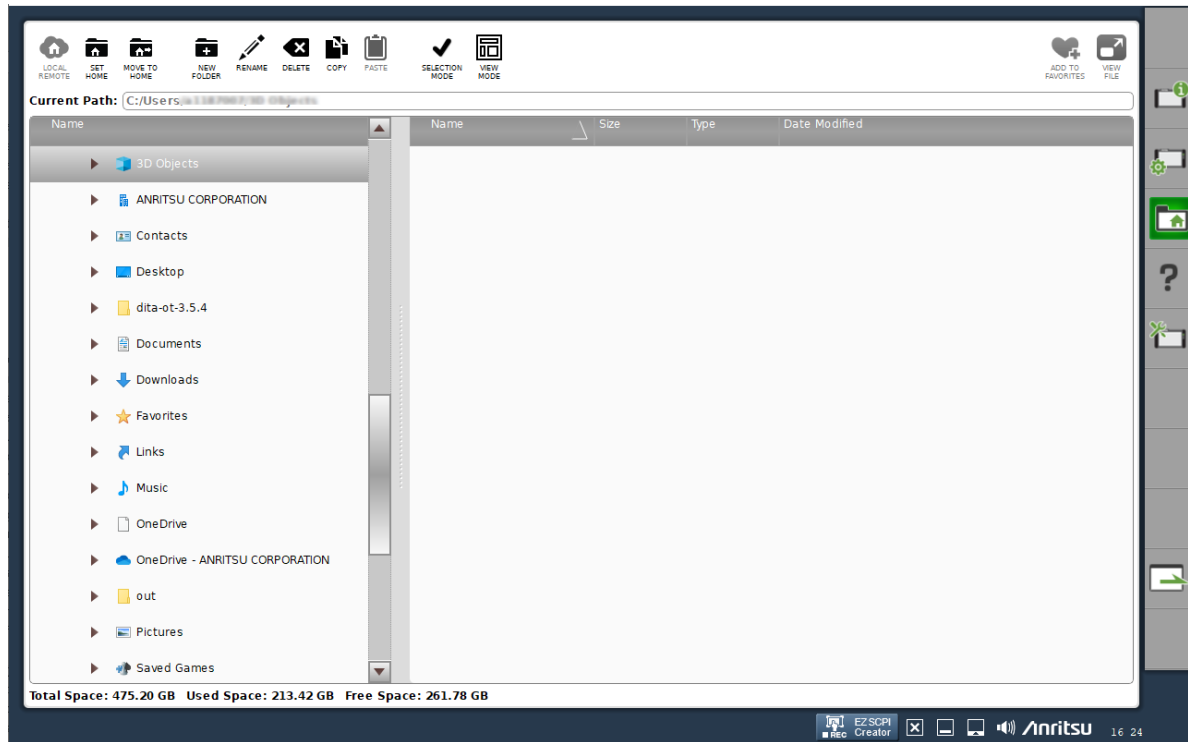 LOCAL REMOTE
SET HOME
MOVE TO HOME
NEW FOLDER
RENAME
DELETE
COPY
PASTE
SELECTION MODE
VIEW MODE
ADD TO FAVORITES
VIEW FILE
Current Path: C:/Users
Name
Name Size Type Date Modified
3D Objects
ANRITSU CORPORATION
Contacts
Desktop
dita-ot-3.5.4
Documents
Downloads
Favorites
Links
Music
OneDrive
OneDrive - ANRITSU CORPORATION
out
Pictures
Saved Games
Total Space: 475.20 GB Used Space: 213.42 GB Free Space: 261.78 GB
REC
EZ SCPI Creator
Anritsu
16 24